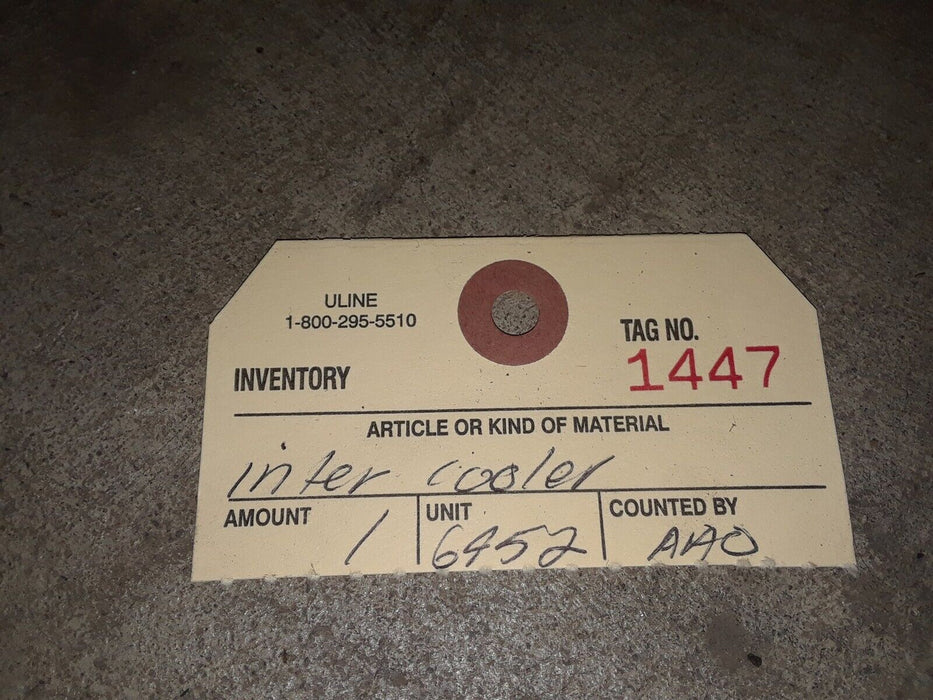 ULINE
1-800-295-5510
TAG NO.
1447
INVENTORY
ARTICLE OR KIND OF MATERIAL
inter cooler
AMOUNT UNIT COUNTED BY
1 6452 AAO